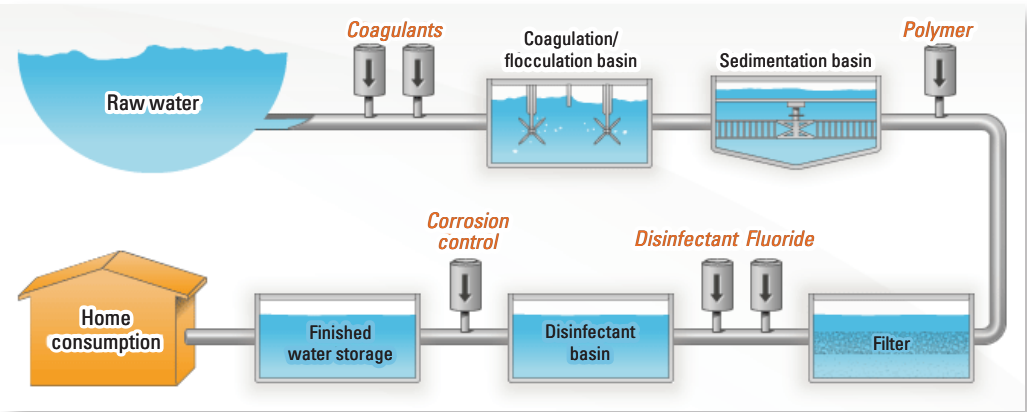 Coagulants
Coagulation/
flocculation basin
Sedimentation basin
Polymer
Raw water
Corrosion
control
Disinfectant Fluoride
Home
consumption
Finished
water storage
Disinfectant
basin
Filter